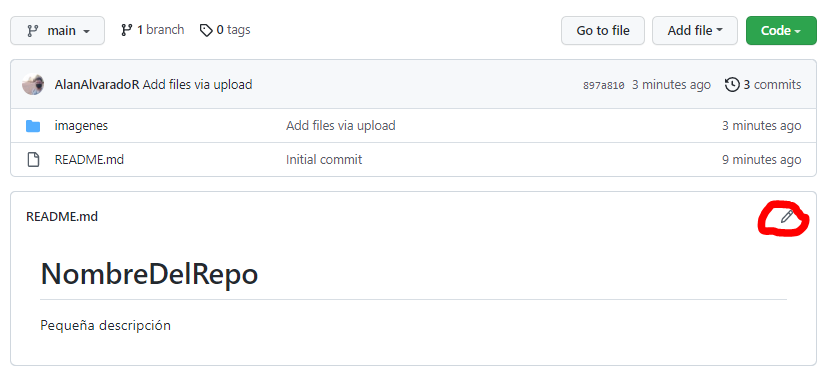 main 1 branch 0 tags Go to file Add file Code
AlanAlvaradoR Add files via upload 897a810 3 minutes ago 3 commits
imagenes Add files via upload 3 minutes ago
README.md Initial commit 9 minutes ago
README.md
NombreDelRepo
Pequeña descripción